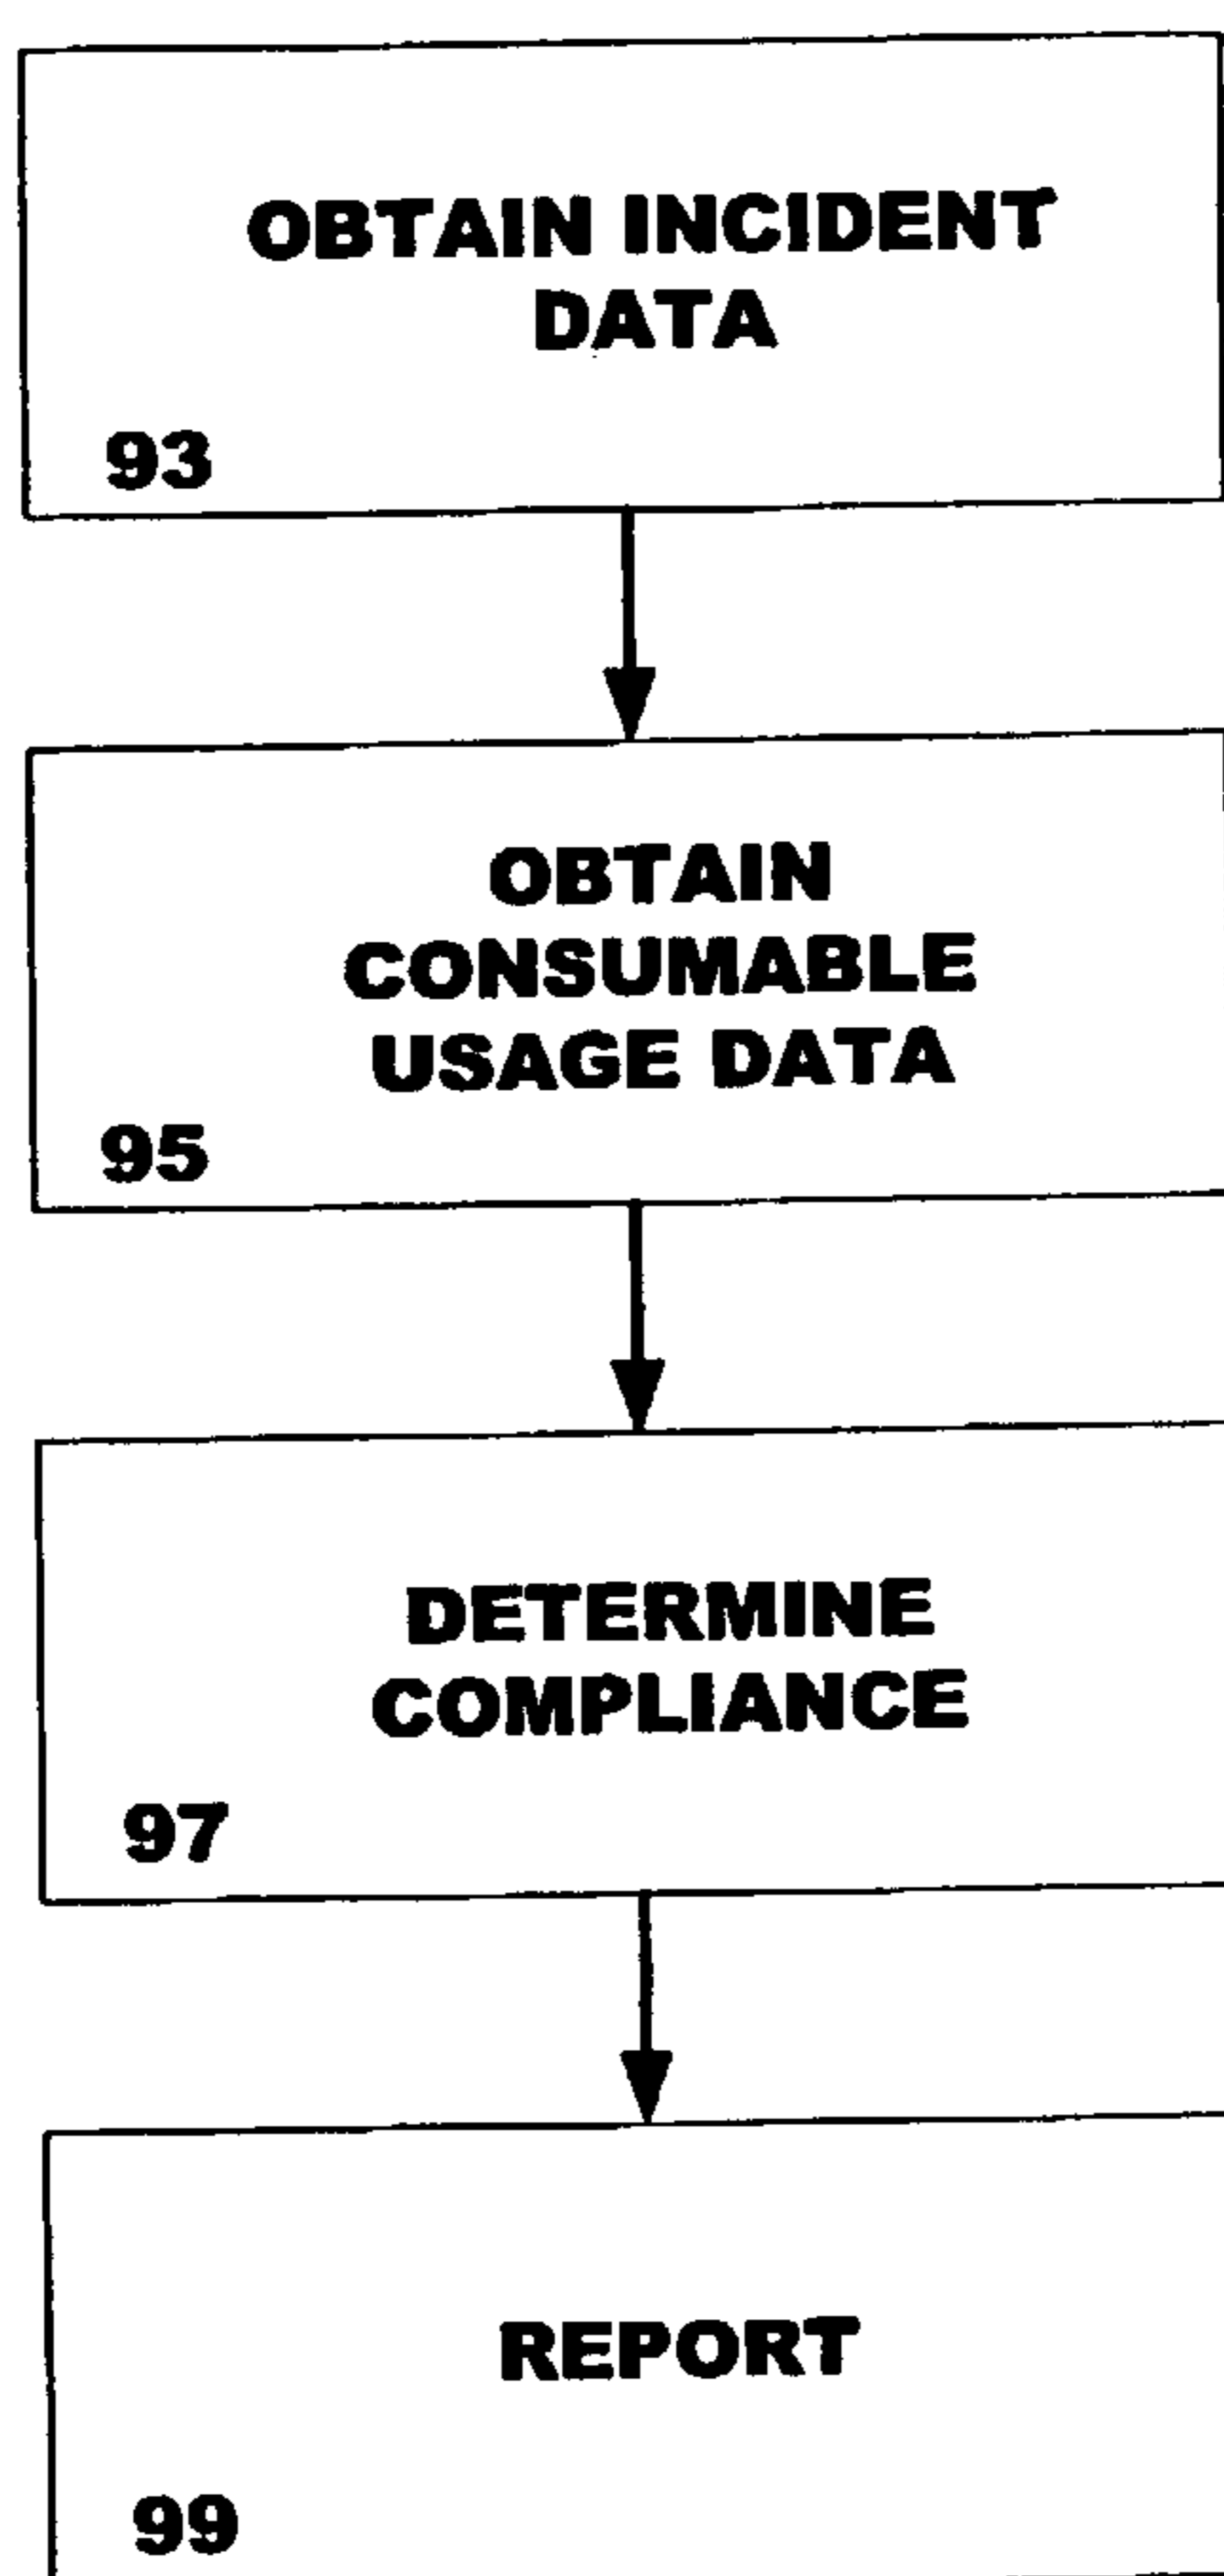 OBTAIN INCIDENT
DATA
93
OBTAIN
CONSUMABLE
USAGE DATA
95
DETERMINE
COMPLIANCE
97
REPORT
99